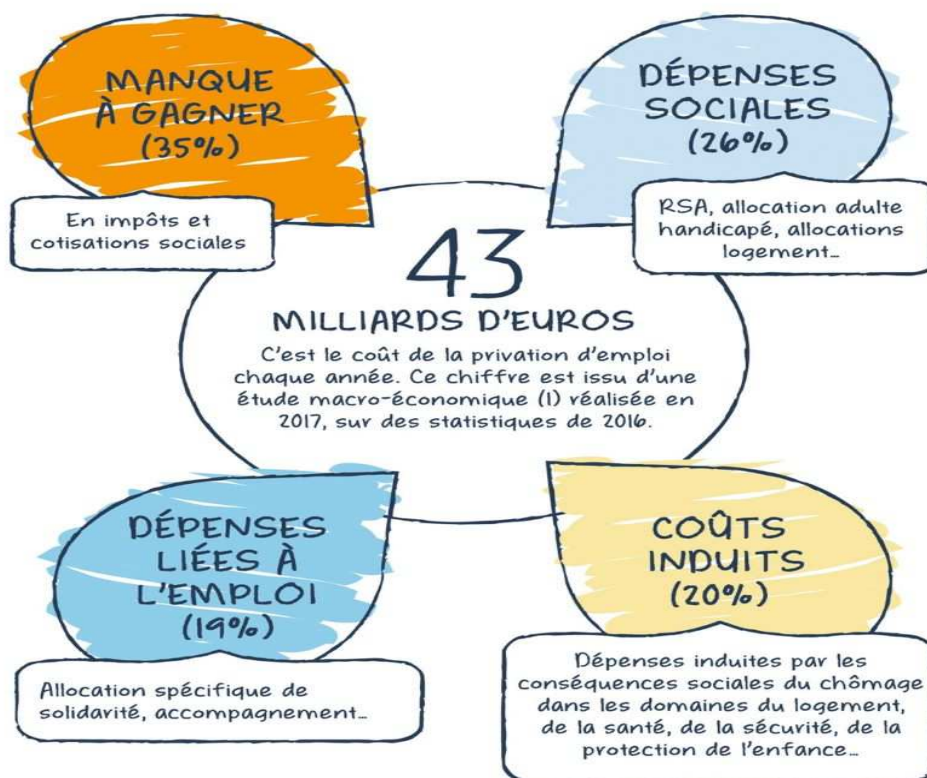 MANQUE
À GAGNER
(35%)
En impôts et
cotisations sociales
DÉPENSES
SOCIALES
(26%)
RSA, allocation adulte
handicapé, allocations
logement...
43
MILLIARDS D'EUROS
C'est le coût de la privation d'emploi
chaque année. Ce chiffre est issu d'une
étude macro-économique (1) réalisée en
2017, sur des statistiques de 2016.
DÉPENSES
LIÉES À
L'EMPLOI
(19%)
Allocation spécifique de
solidarité, accompagnement...
COÛTS
INDUITS
(20%)
Dépenses induites par les
conséquences sociales du chômage
dans les domaines du logement,
de la santé, de la sécurité, de la
protection de l'enfance...